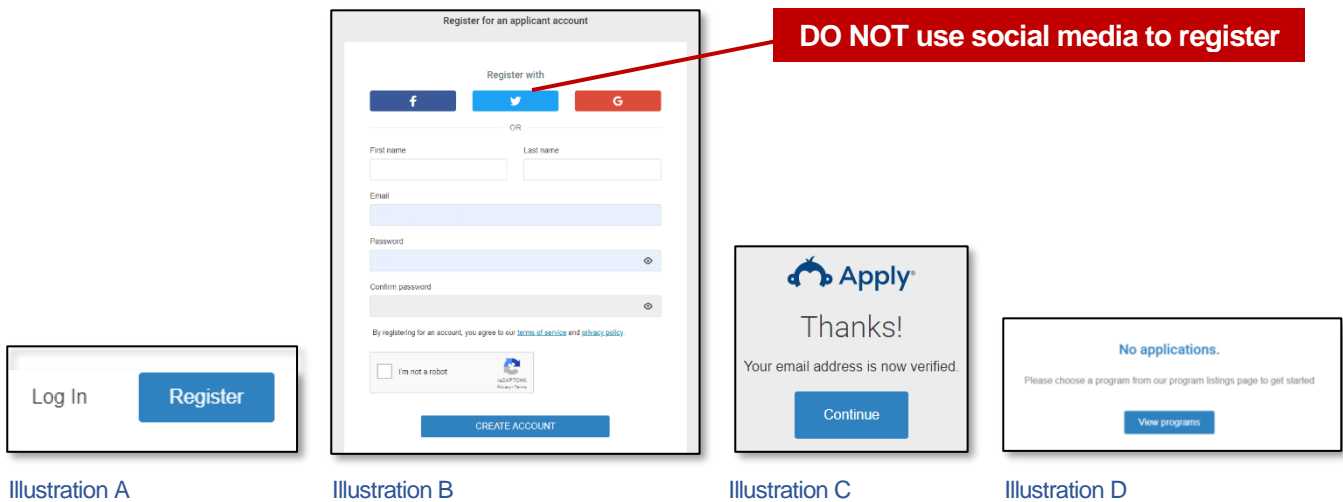 Register for an applicant account
DO NOT use social media to register
Register with
f
G
OR
First name Last name
Email
Password
Confirm password
By registering for an account, you agree to our terms of service and privacy policy.
I'm not a robot
reCAPTCHA
Privacy - Terms
CREATE ACCOUNT
Log In Register
Apply
Thanks!
Your email address is now verified.
Continue
No applications.
Please choose a program from our program listings page to get started
View programs
Illustration A Illustration B Illustration C Illustration D